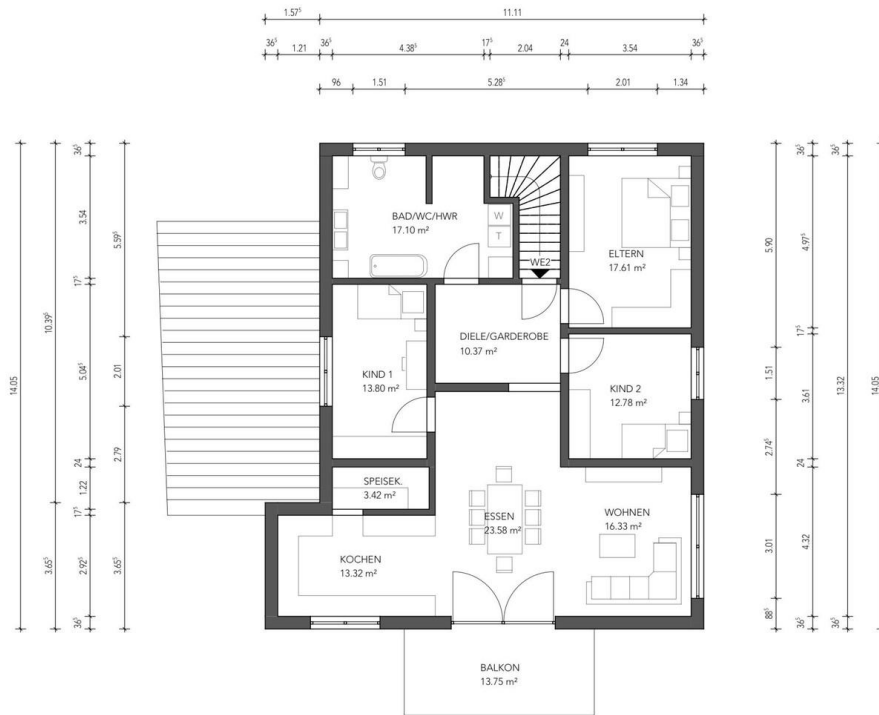 1.57⁵ 11.11
36⁵ 1.21 36⁵ 4.38⁵ 17⁵ 2.04 24 3.54 36⁵
96 1.51 5.28⁵ 2.01 1.34
14.05
10.39⁵
3.65⁵
36⁵
3.54
17⁵
5.04⁵
24
1.22
17⁵
2.92⁵
36⁵
5.59⁵
2.01
2.79
3.65⁵
BAD/WC/HWR
17.10 m²
W
T
WE2
ELTERN
17.61 m²
DIELE/GARDEROBE
10.37 m²
KIND 1
13.80 m²
KIND 2
12.78 m²
SPEISEK.
3.42 m²
ESSEN
23.58 m²
WOHNEN
16.33 m²
KOCHEN
13.32 m²
BALKON
13.75 m²
5.90
1.51
2.74⁵
3.01
88⁵
36⁵
4.97⁵
17⁵
3.61
24
4.32
36⁵
36⁵
13.32
36⁵
14.05